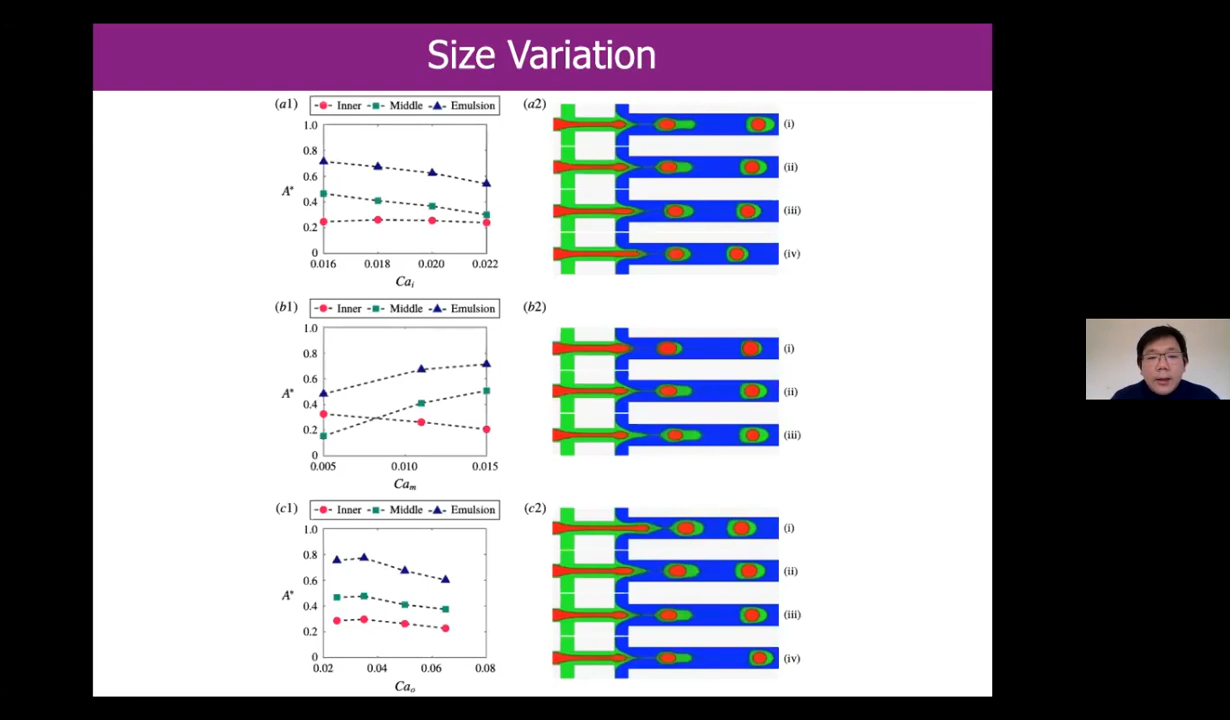 Size Variation
(a1) Inner Middle Emulsion
1.0
0.8
0.6
A*
0.4
0.2
0
0.016 0.018 0.020 0.022
Ca_i
(a2)
(i)
(ii)
(iii)
(iv)
(b1) Inner Middle Emulsion
1.0
0.8
0.6
A*
0.4
0.2
0
0.005 0.010 0.015
Ca_m
(b2)
(i)
(ii)
(iii)
(c1) Inner Middle Emulsion
1.0
0.8
0.6
A*
0.4
0.2
0
0.02 0.04 0.06 0.08
Ca_o
(c2)
(i)
(ii)
(iii)
(iv)